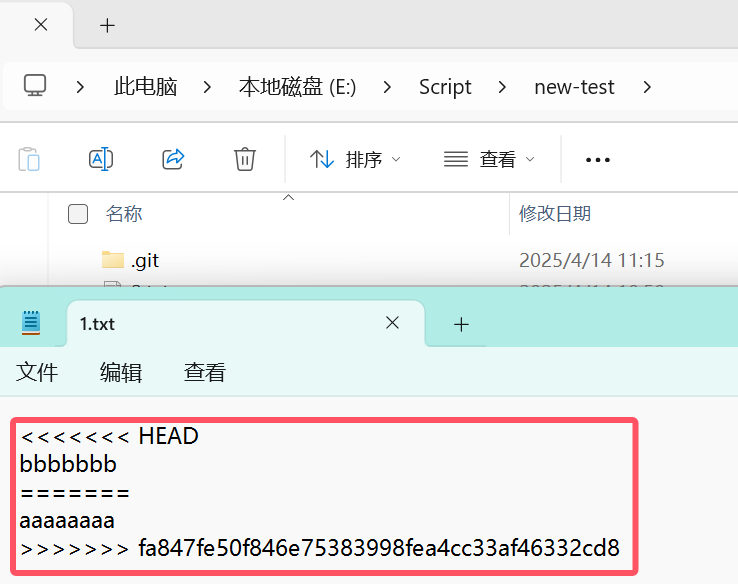 此电脑 本地磁盘 (E:) Script new-test
排序 查看
名称 修改日期
.git 2025/4/14 11:15
1.txt
文件 编辑 查看
<<<<<<< HEAD
bbbbbbb
=======
aaaaaaaa
>>>>>>> fa847fe50f846e75383998fea4cc33af46332cd8